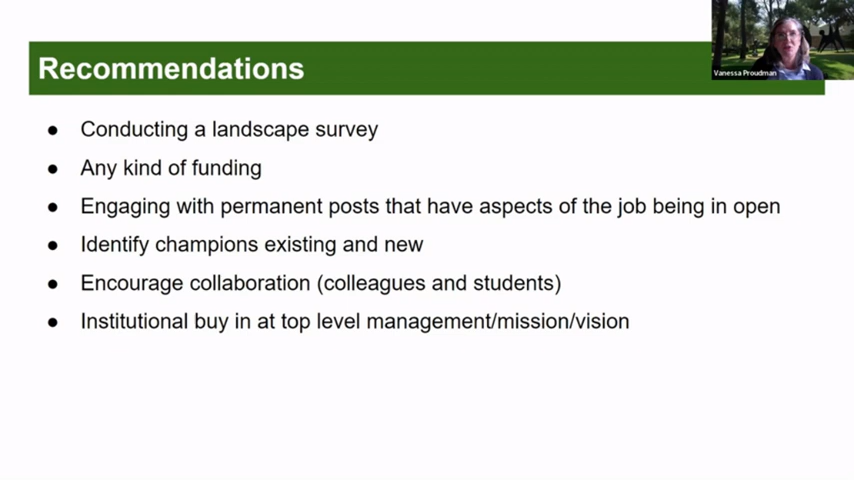 Recommendations
Vanessa Proudman
● Conducting a landscape survey
● Any kind of funding
● Engaging with permanent posts that have aspects of the job being in open
● Identify champions existing and new
● Encourage collaboration (colleagues and students)
● Institutional buy in at top level management/mission/vision